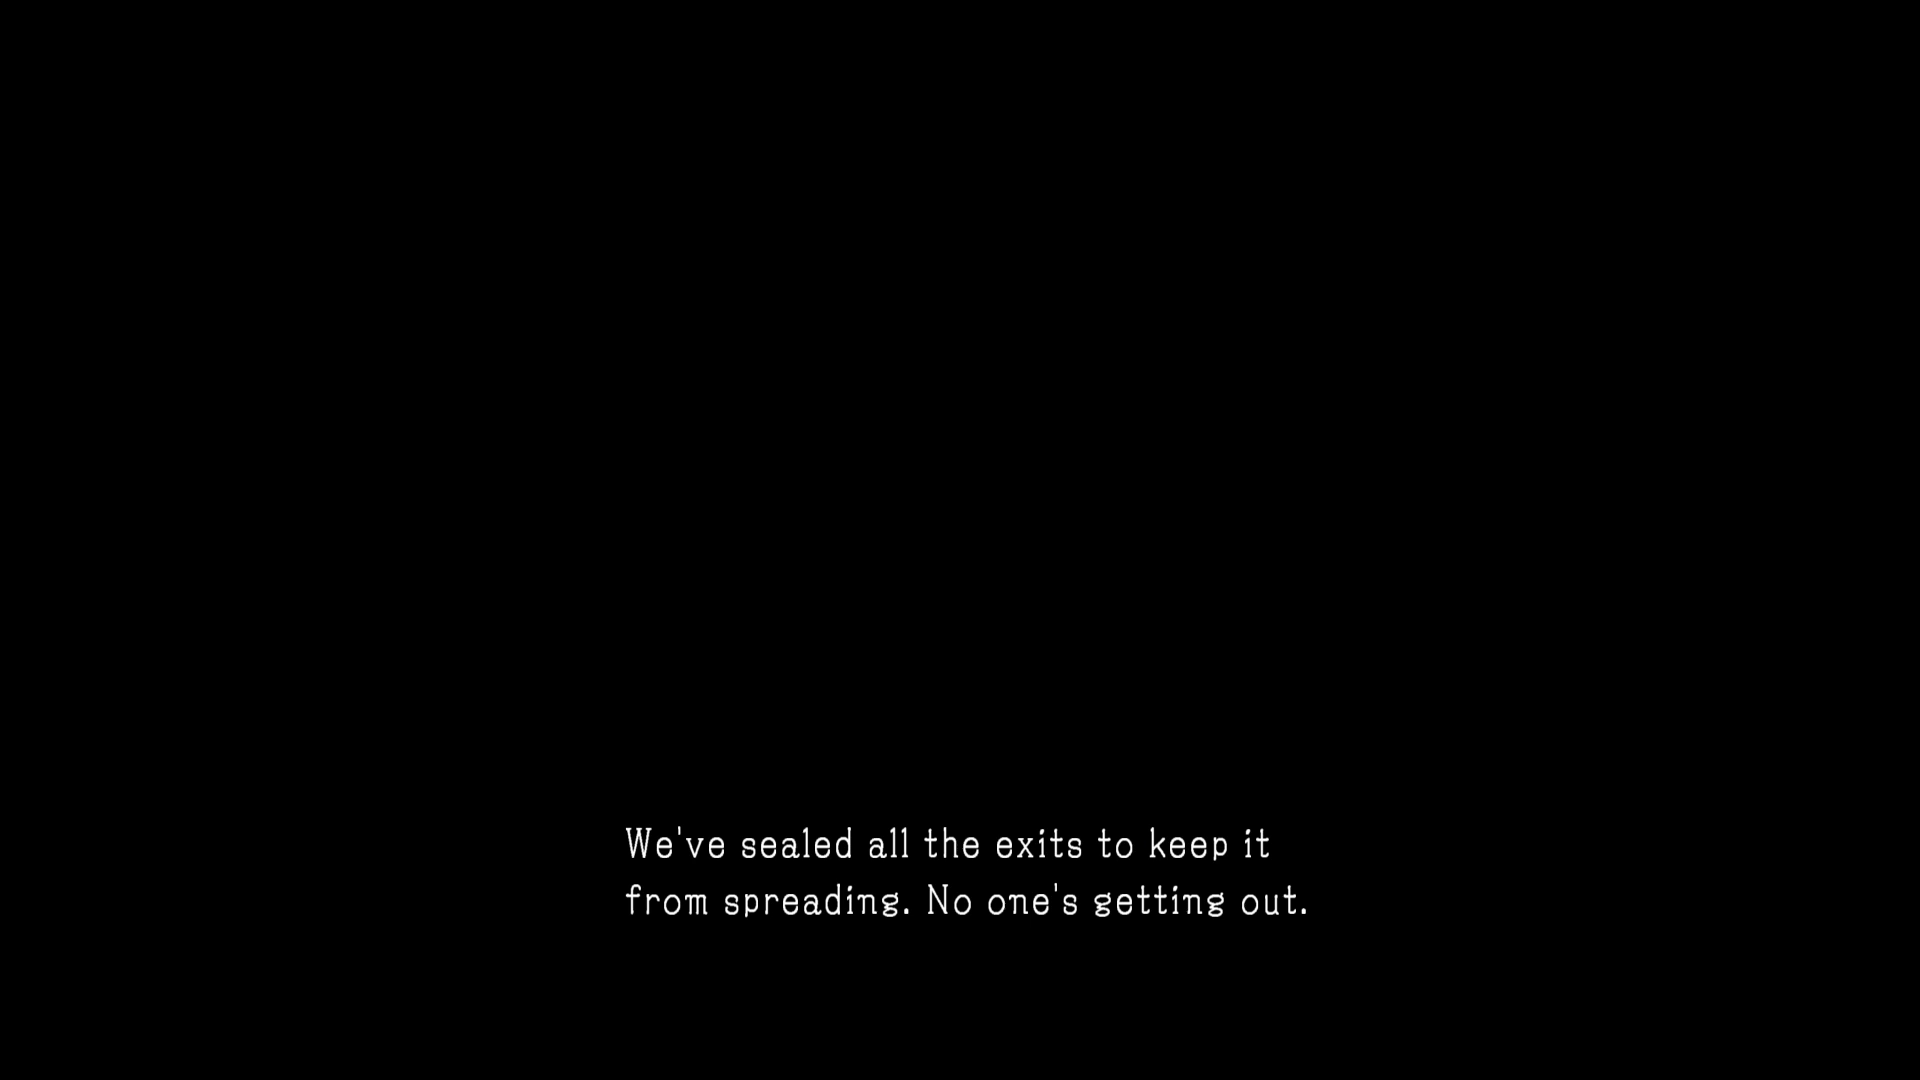 We've sealed all the exits to keep it
from spreading. No one's getting out.